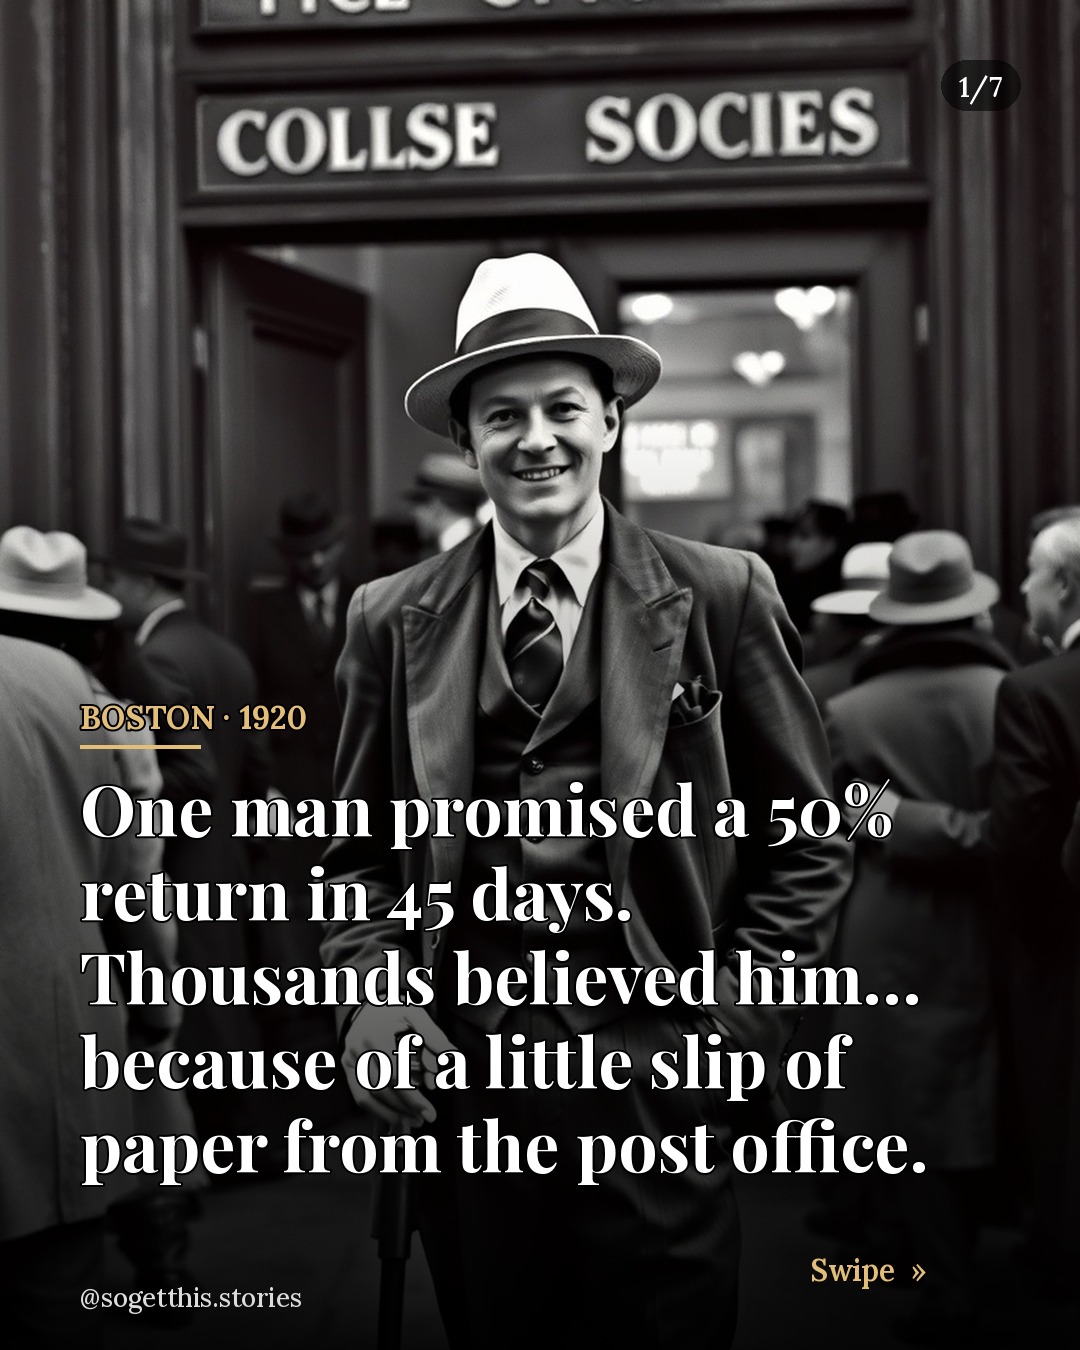 1/7
COLLSE SOCIES
BOSTON · 1920
One man promised a 50%
return in 45 days.
Thousands believed him...
because of a little slip of
paper from the post office.
Swipe »
@sogetthis.stories